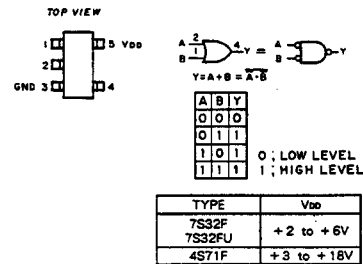 TOP VIEW
1 5 VDD
2
GND 3 4
A 2 4 Y = A Y
B 1 B
Y=A+B = A·B
A B Y
0 0 0
0 1 1
1 0 1
1 1 1
0 ; LOW LEVEL
1 ; HIGH LEVEL
TYPE VDD
7S32F
7S32FU
+2 to +6V
4S71F +3 to +18V